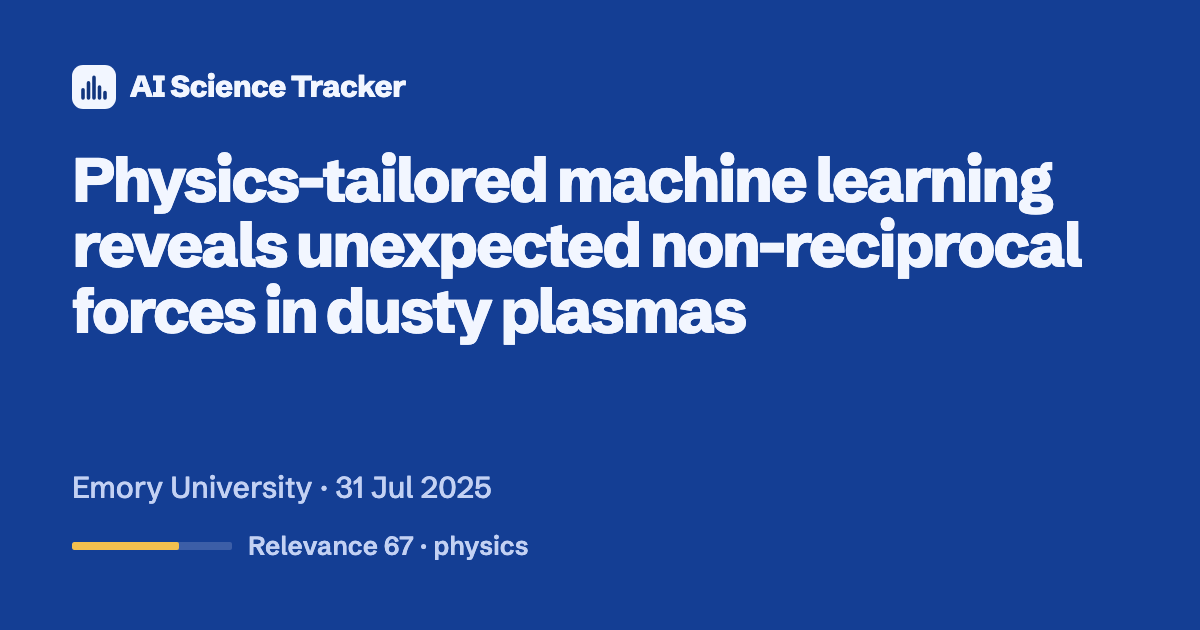 AI Science Tracker
Physics-tailored machine learning
reveals unexpected non-reciprocal
forces in dusty plasmas
Emory University · 31 Jul 2025
Relevance 67 · physics